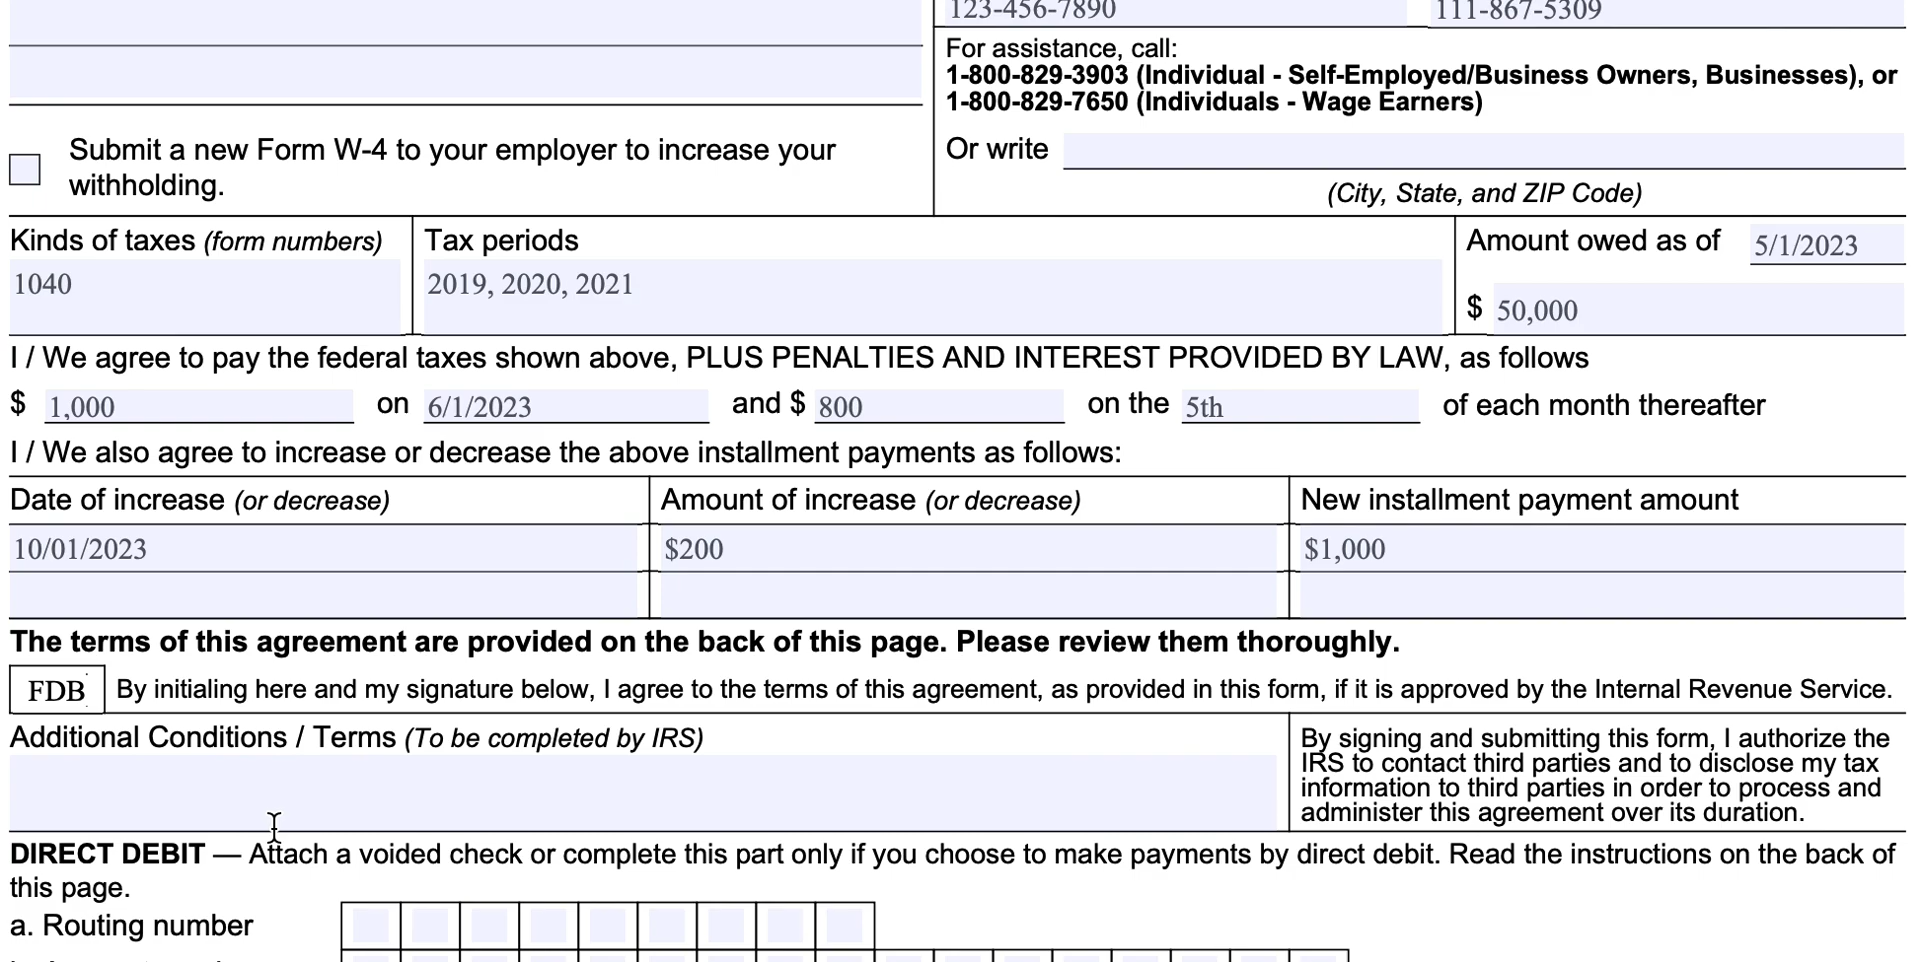 123-456-7890 111-867-5309
For assistance, call:
1-800-829-3903 (Individual - Self-Employed/Business Owners, Businesses), or
1-800-829-7650 (Individuals - Wage Earners)
Submit a new Form W-4 to your employer to increase your
withholding.
Or write
(City, State, and ZIP Code)
Kinds of taxes (form numbers)
1040
Tax periods
2019, 2020, 2021
Amount owed as of 5/1/2023
$ 50,000
I / We agree to pay the federal taxes shown above, PLUS PENALTIES AND INTEREST PROVIDED BY LAW, as follows
$ 1,000 on 6/1/2023 and $ 800 on the 5th of each month thereafter
I / We also agree to increase or decrease the above installment payments as follows:
Date of increase (or decrease) Amount of increase (or decrease) New installment payment amount
10/01/2023 $200 $1,000
The terms of this agreement are provided on the back of this page. Please review them thoroughly.
FDB By initialing here and my signature below, I agree to the terms of this agreement, as provided in this form, if it is approved by the Internal Revenue Service.
Additional Conditions / Terms (To be completed by IRS)
By signing and submitting this form, I authorize the
IRS to contact third parties and to disclose my tax
information to third parties in order to process and
administer this agreement over its duration.
DIRECT DEBIT — Attach a voided check or complete this part only if you choose to make payments by direct debit. Read the instructions on the back of
this page.
a. Routing number